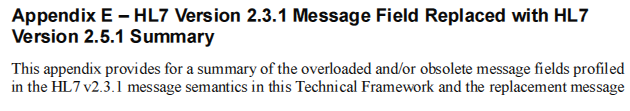 Appendix E – HL7 Version 2.3.1 Message Field Replaced with HL7
Version 2.5.1 Summary
This appendix provides for a summary of the overloaded and/or obsolete message fields profiled
in the HL7 v2.3.1 message semantics in this Technical Framework and the replacement message